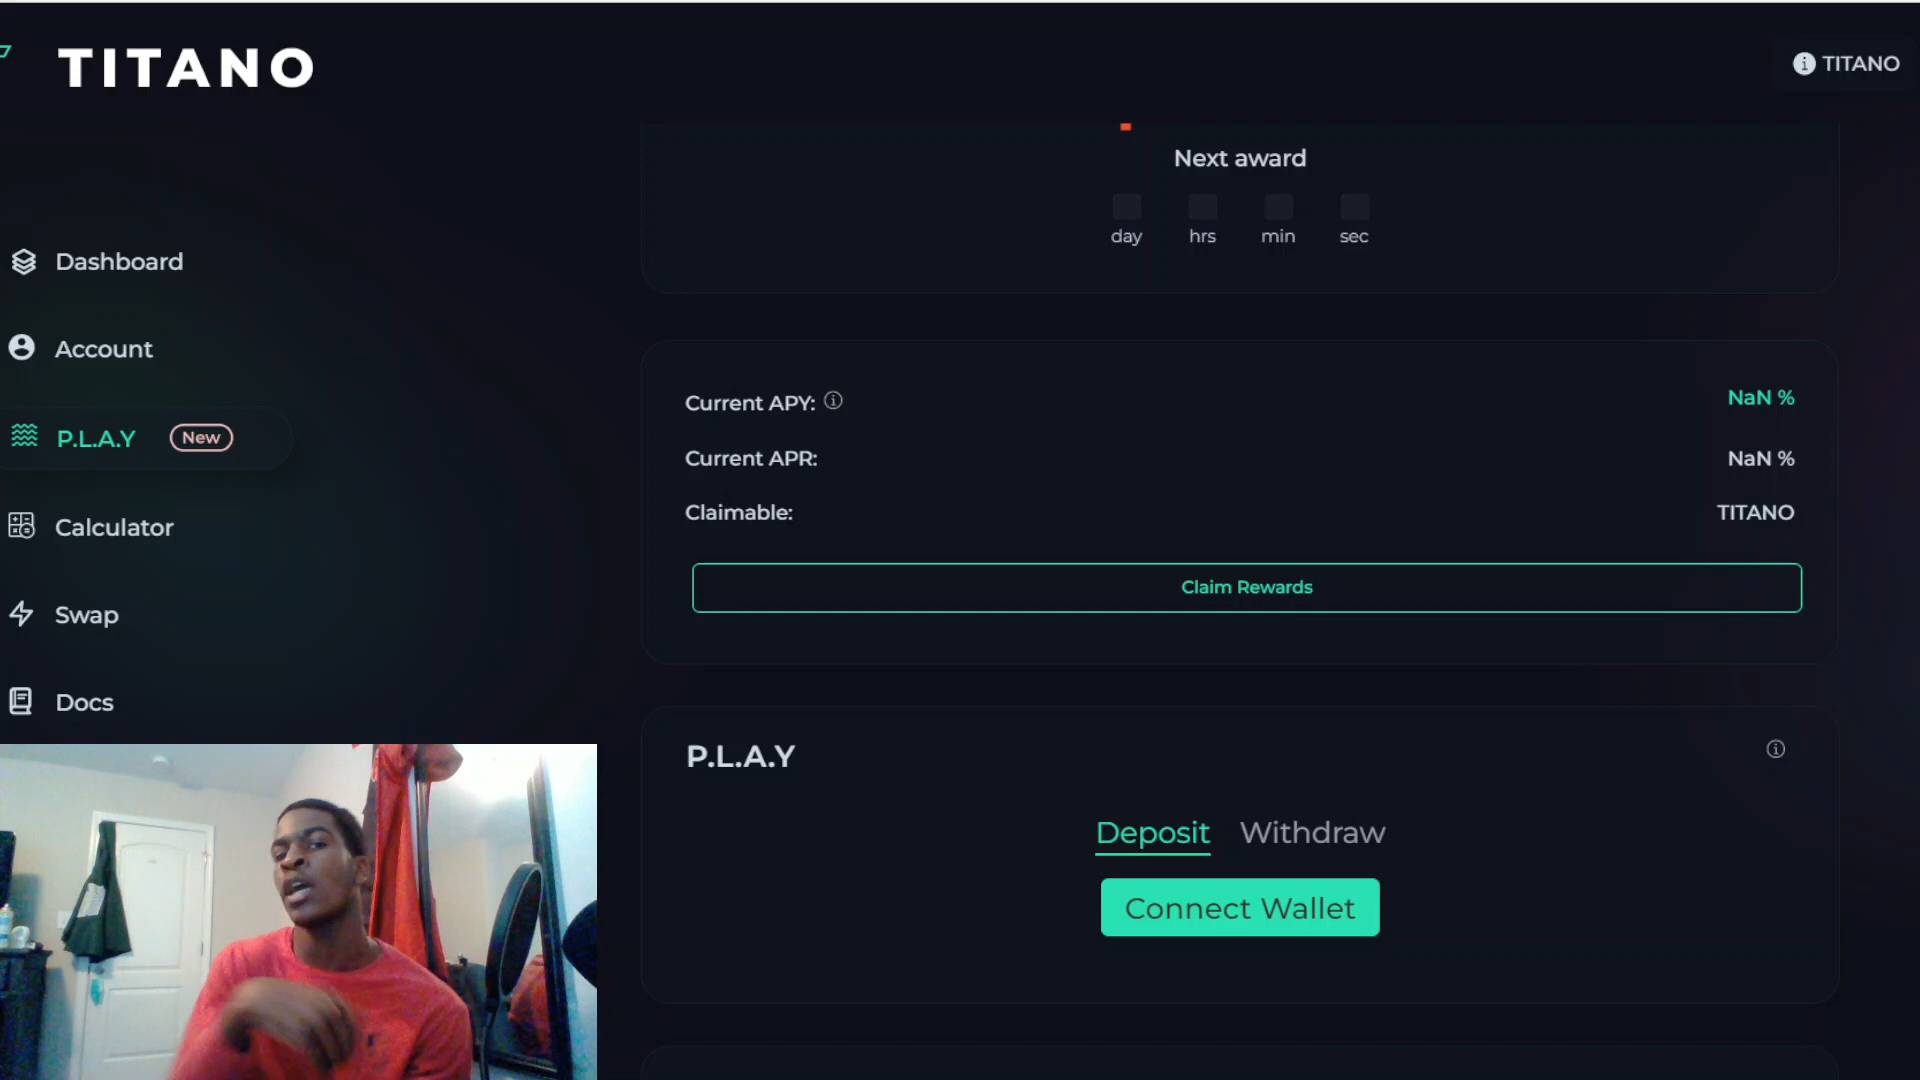 TITANO
TITANO
Next award
day hrs min sec
Dashboard
Account
P.L.A.Y New
Calculator
Swap
Docs
Current APY: NaN %
Current APR: NaN %
Claimable: TITANO
Claim Rewards
P.L.A.Y
Deposit Withdraw
Connect Wallet